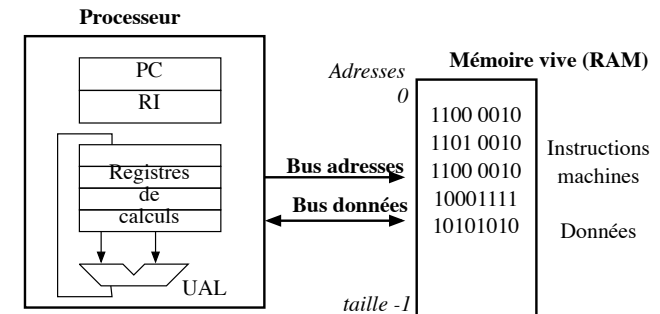 Processeur
PC
RI
Registres
de
calculs
UAL
Bus adresses
Bus données
Adresses
0
taille -1
Mémoire vive (RAM)
1100 0010
1101 0010
1100 0010
10001111
10101010
Instructions
machines
Données